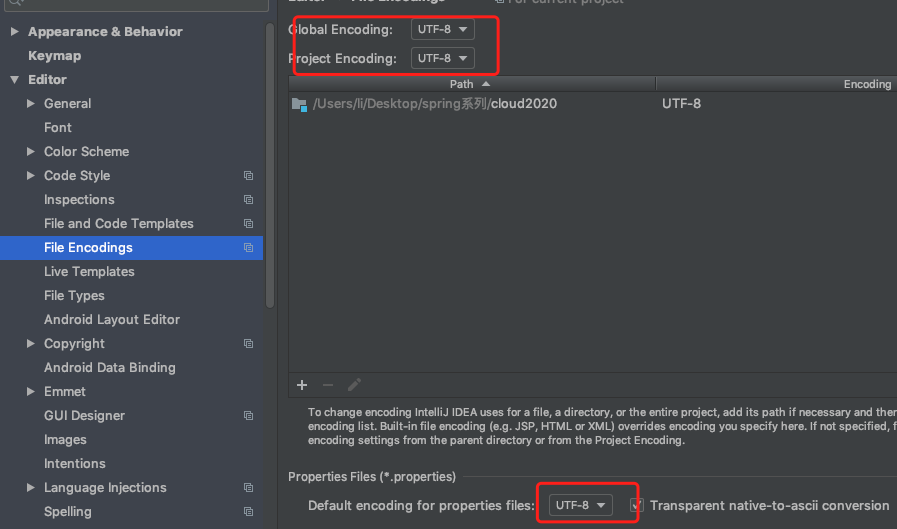 For current project
Appearance & Behavior
Keymap
Editor
General
Font
Color Scheme
Code Style
Inspections
File and Code Templates
File Encodings
Live Templates
File Types
Android Layout Editor
Copyright
Android Data Binding
Emmet
GUI Designer
Images
Intentions
Language Injections
Spelling
Global Encoding: UTF-8
Project Encoding: UTF-8
Path Encoding
/Users/li/Desktop/spring系列/cloud2020 UTF-8
To change encoding IntelliJ IDEA uses for a file, a directory, or the entire project, add its path if necessary and then
encoding list. Built-in file encoding (e.g. JSP, HTML or XML) overrides encoding you specify here. If not specified, f
encoding settings from the parent directory or from the Project Encoding.
Properties Files (*.properties)
Default encoding for properties files: UTF-8 Transparent native-to-ascii conversion